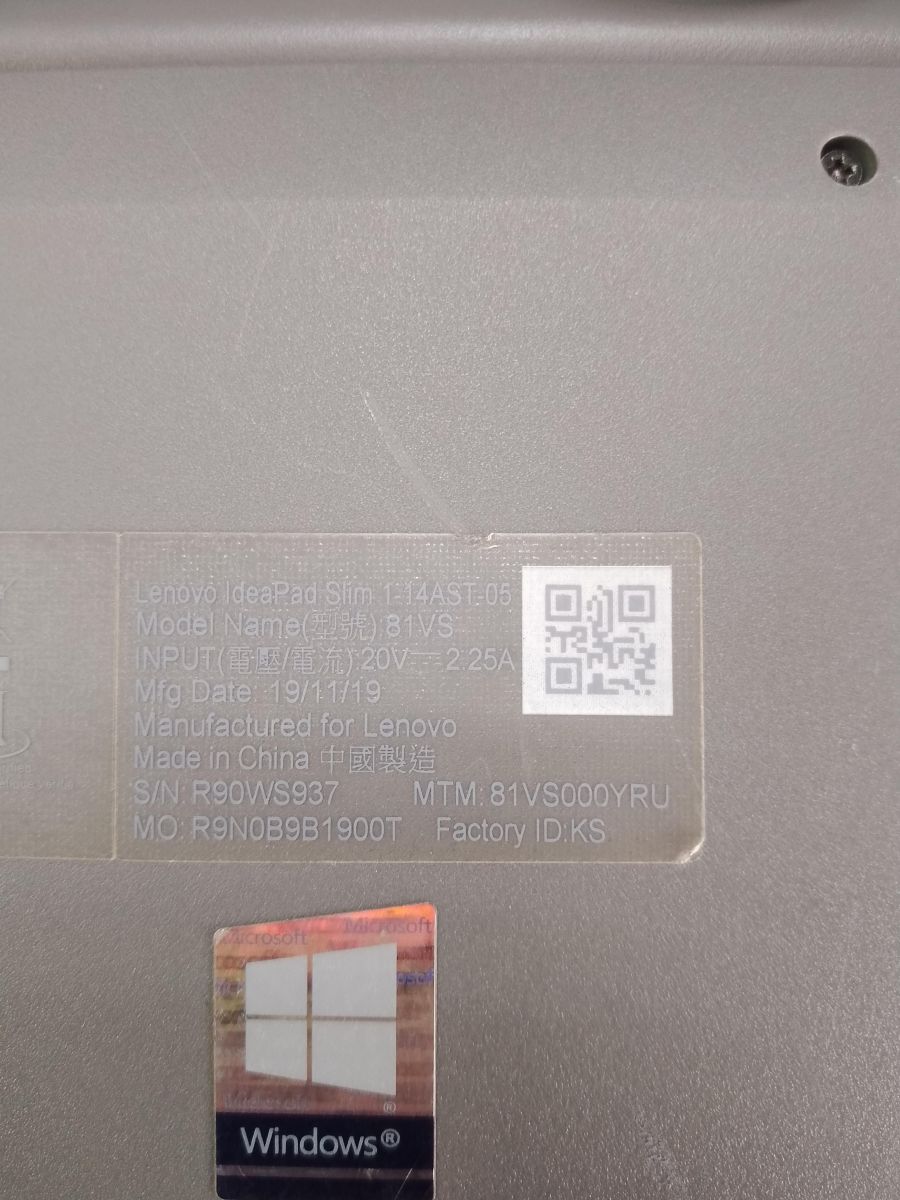 Lenovo IdeaPad Slim 1-14AST-05
Model Name(型號):81VS
INPUT(電壓/電流):20V⎓2.25A
Mfg Date: 19/11/19
Manufactured for Lenovo
Made in China 中國製造
S/N: R90WS937 MTM: 81VS000YRU
MO: R9N0B9B1900T Factory ID:KS
Microsoft Microsoft
®
Windows®